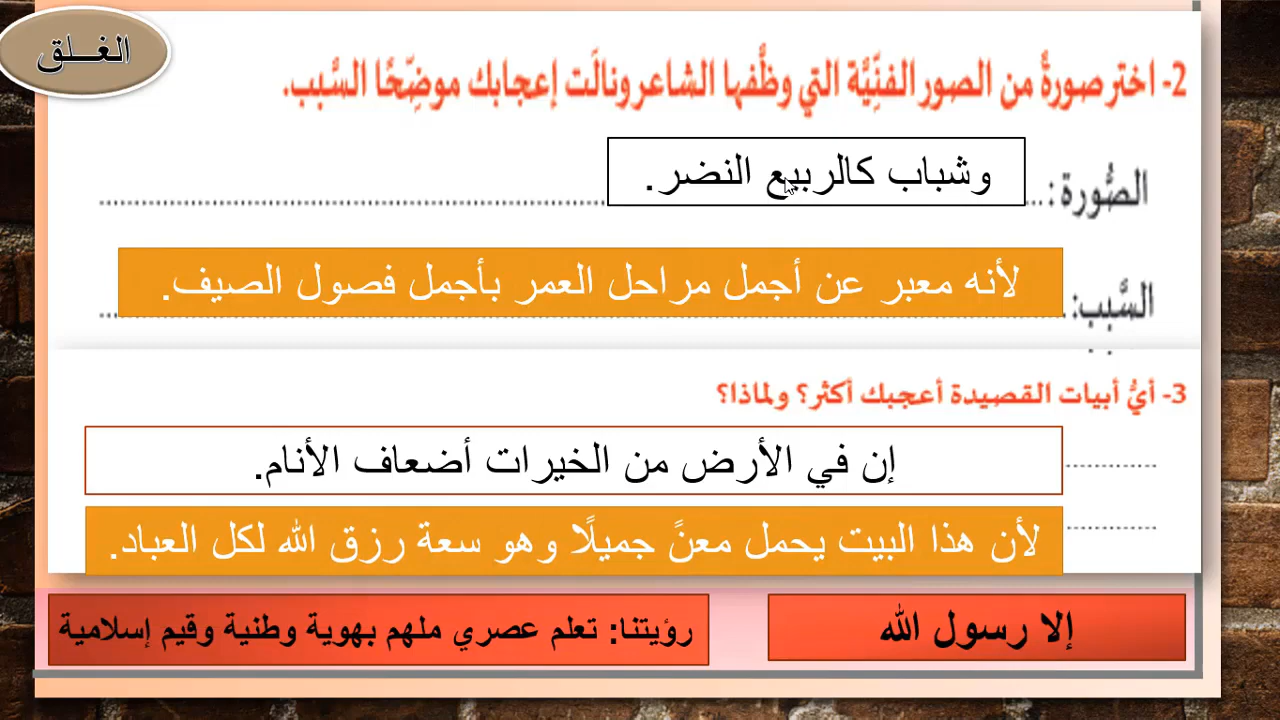 الغلق
2- اختر صورةً من الصور الفنِّيَّة التي وظَّفها الشاعر ونالَت إعجابك موضِّحًا السَّبب.
الصُّورة: وشباب كالربيع النضر.
السَّبب: لأنه معبر عن أجمل مراحل العمر بأجمل فصول الصيف.
3- أيُّ أبيات القصيدة أعجبك أكثر؟ ولماذا؟
إن في الأرض من الخيرات أضعاف الأنام.
لأن هذا البيت يحمل معنً جميلًا وهو سعة رزق الله لكل العباد.
إلا رسول الله
رؤيتنا: تعلم عصري ملهم بهوية وطنية وقيم إسلامية